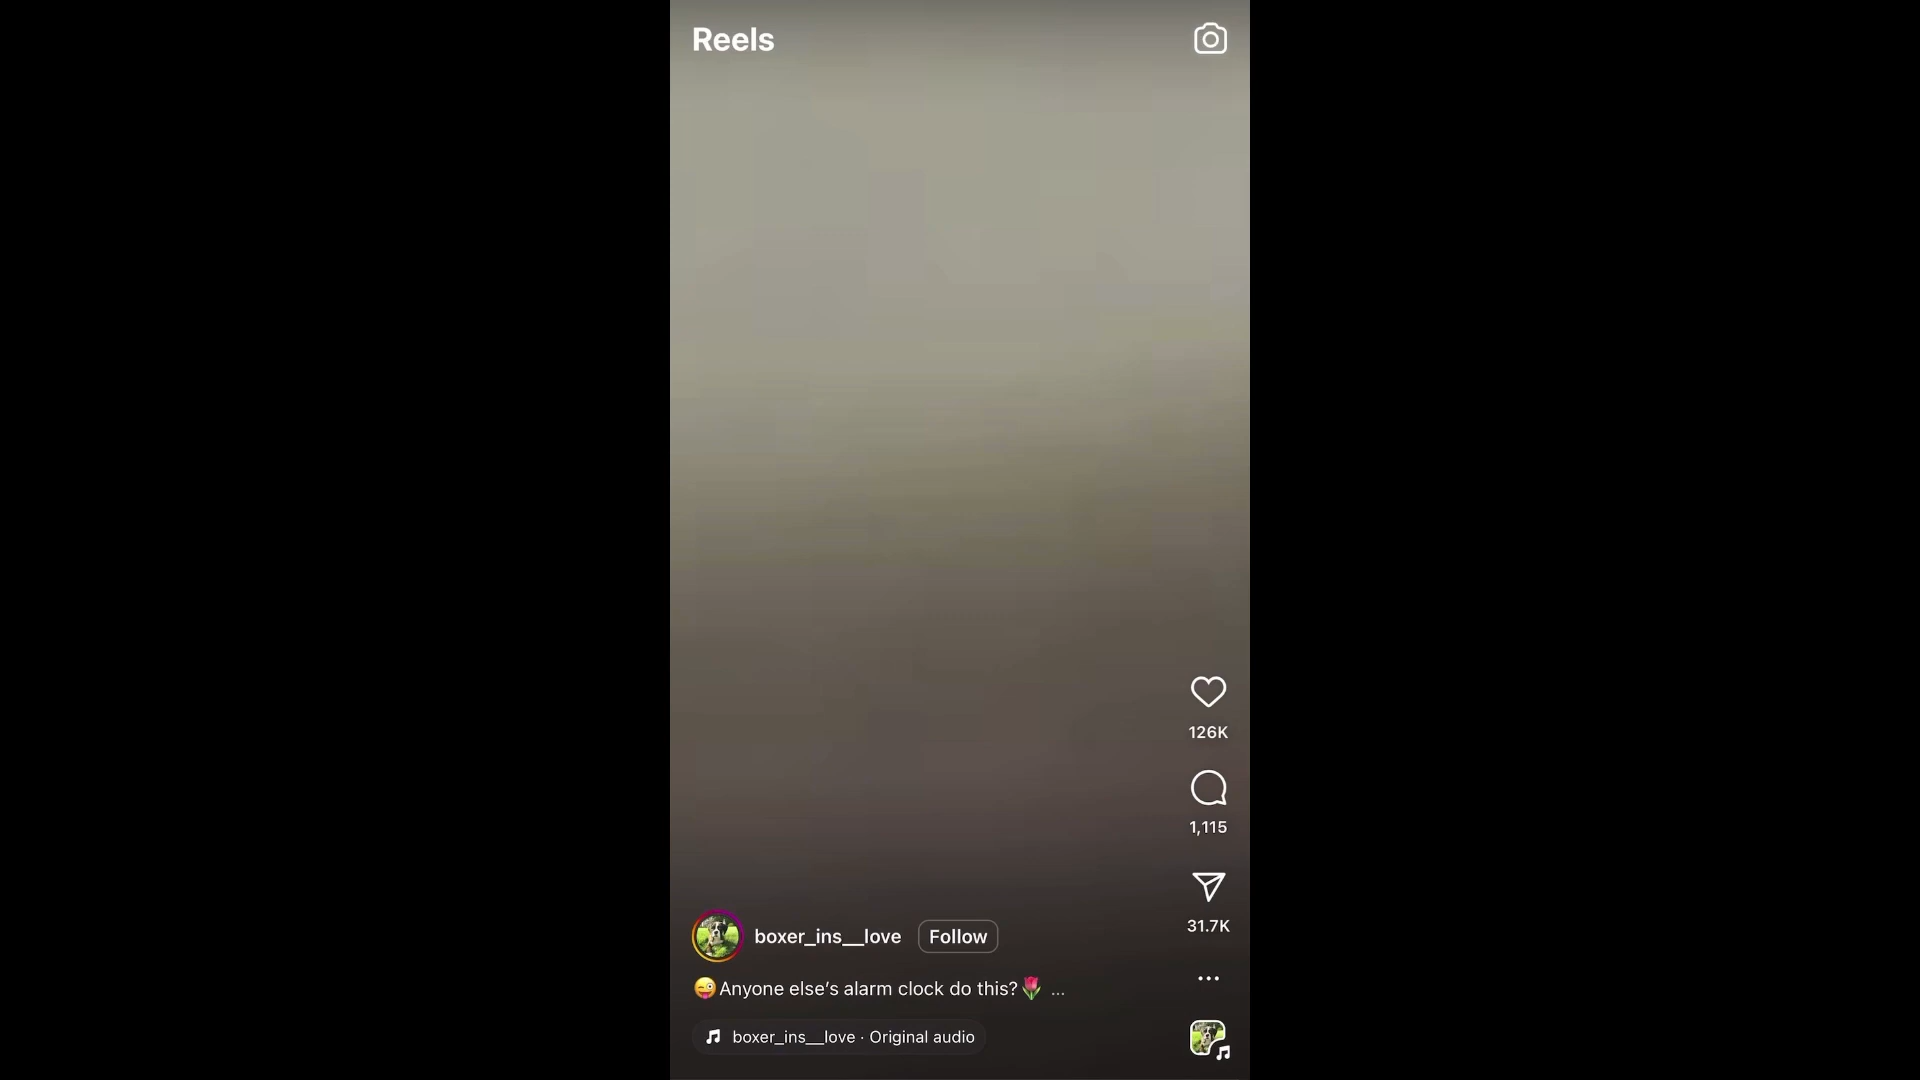 Reels
126K
1,115
31.7K
boxer_ins__love Follow
😜Anyone else’s alarm clock do this?🌷 ...
boxer_ins__love · Original audio